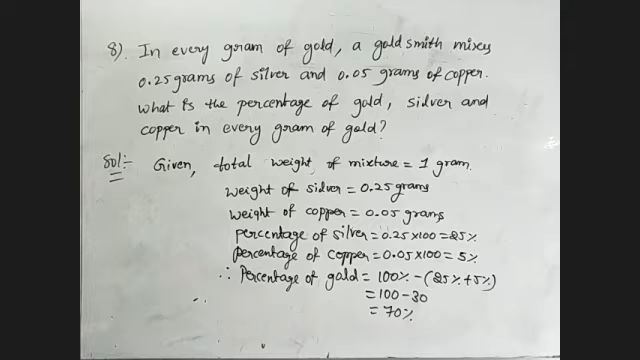 8). In every gram of gold, a goldsmith mixes
0.25 grams of silver and 0.05 grams of copper.
what is the percentage of gold, silver and
copper in every gram of gold?
Sol:- Given, total weight of mixture = 1 gram.
weight of silver = 0.25 grams
weight of copper = 0.05 grams
percentage of silver = 0.25 × 100 = 25%
percentage of copper = 0.05 × 100 = 5%
∴ Percentage of gold = 100% - (25% + 5%)
= 100 - 30
= 70%